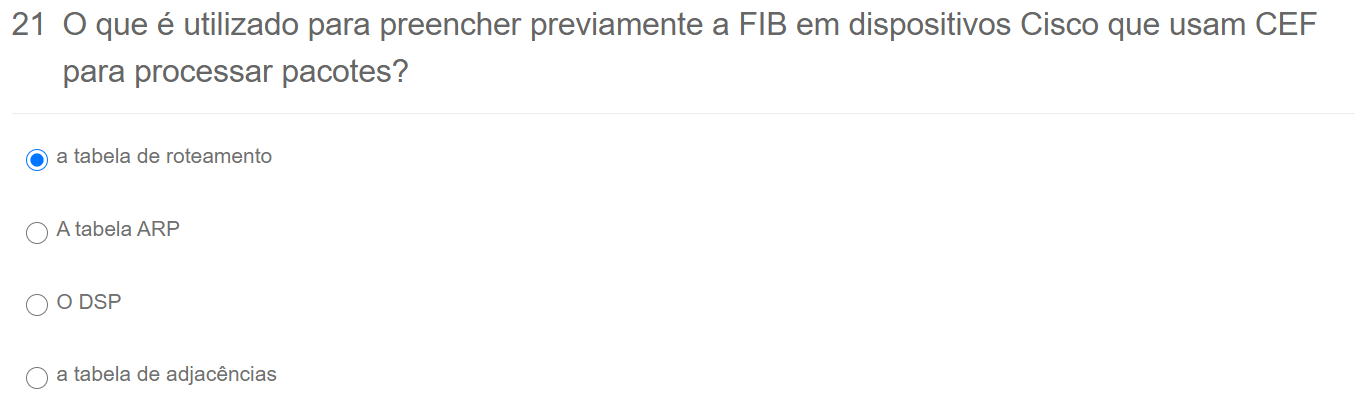 21 O que é utilizado para preencher previamente a FIB em dispositivos Cisco que usam CEF
para processar pacotes?
a tabela de roteamento
A tabela ARP
O DSP
a tabela de adjacências